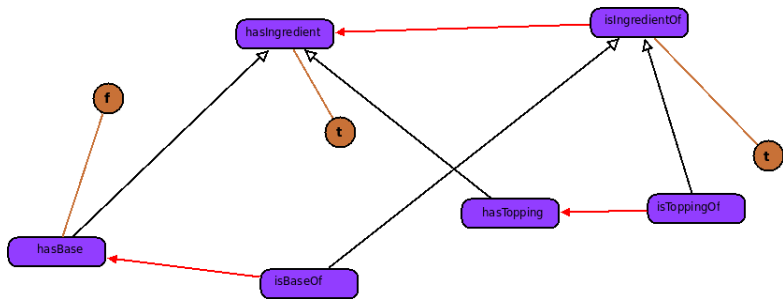 isIngredientOf
hasIngredient
f
t
t
hasTopping
isToppingOf
hasBase
isBaseOf